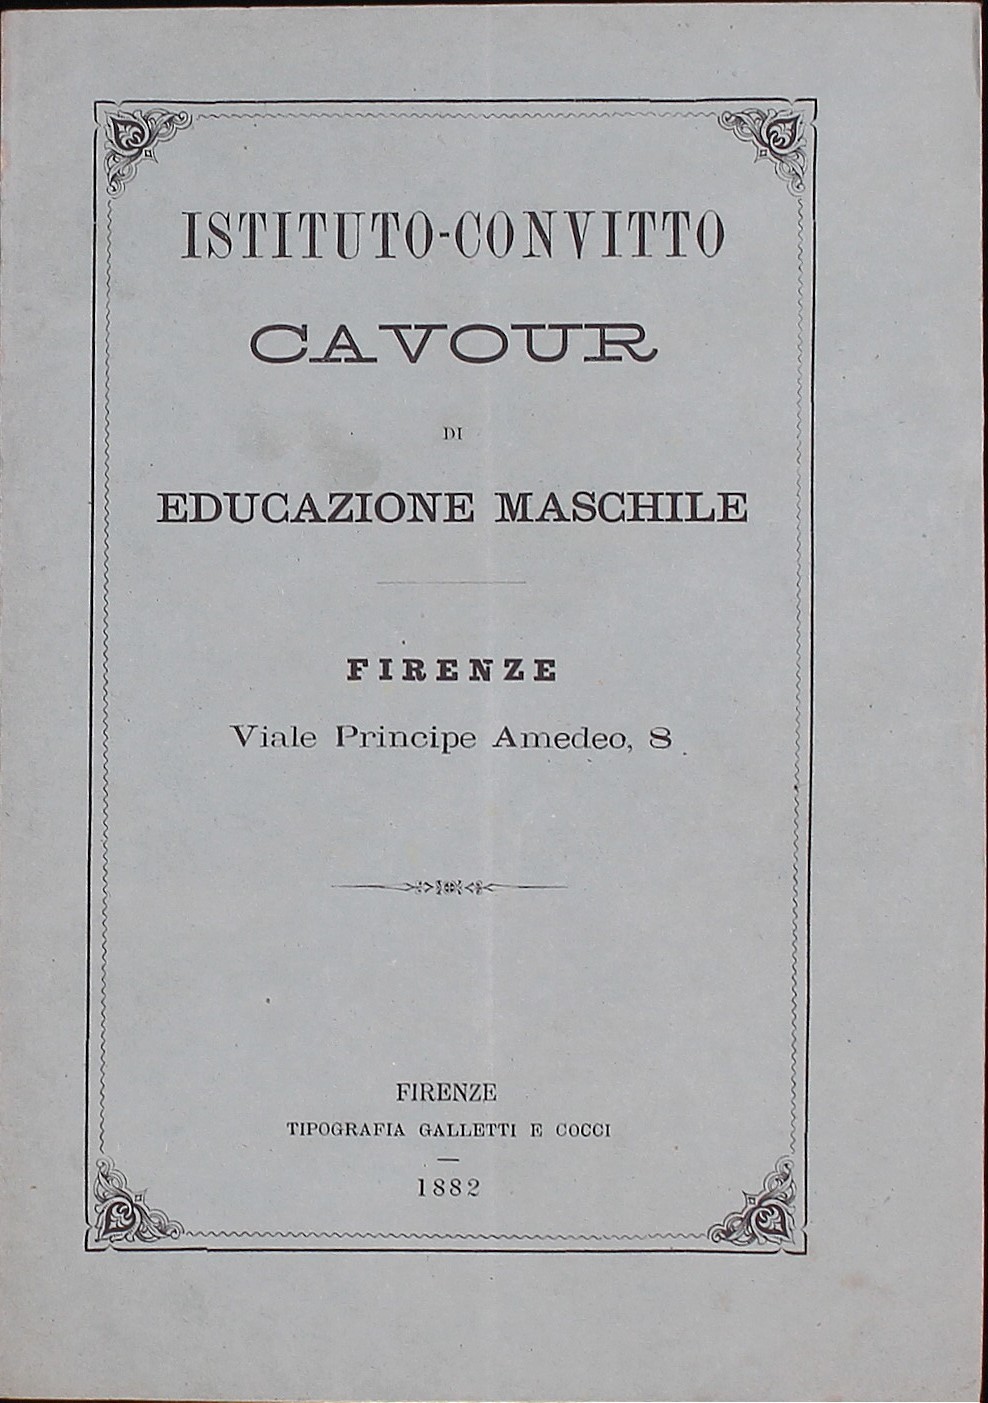 ISTITUTO-CONVITTO
CAVOUR
DI
EDUCAZIONE MASCHILE
FIRENZE
Viale Principe Amedeo, 8
FIRENZE
TIPOGRAFIA GALLETTI E COCCI
1882